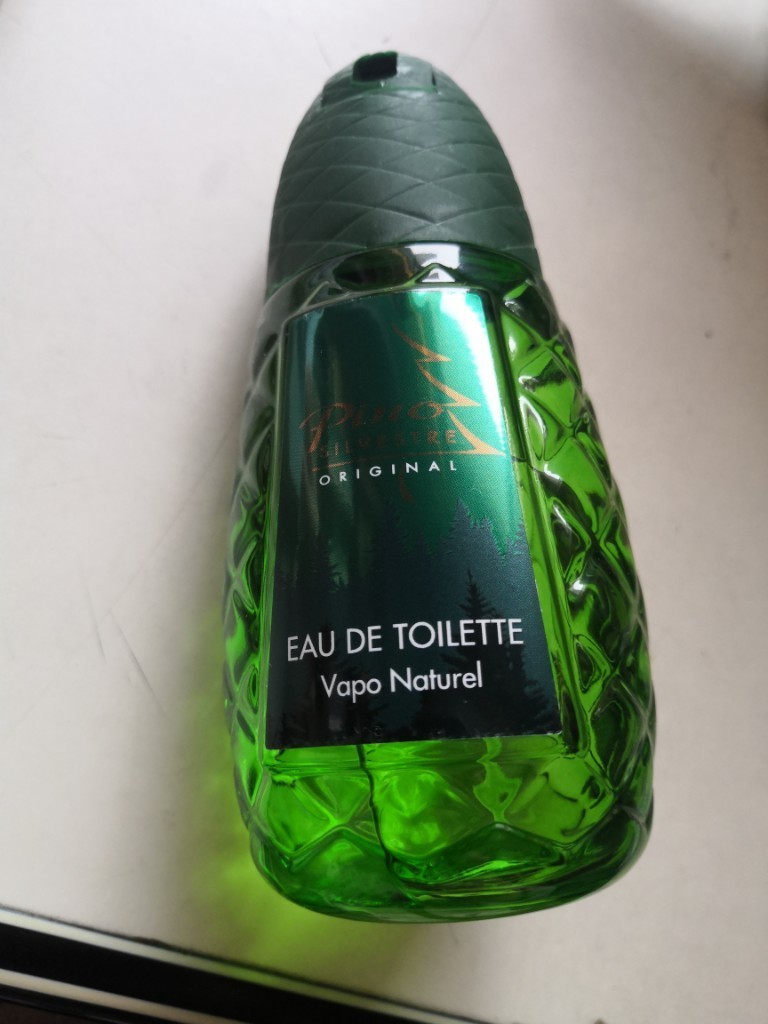 Pino
SILVESTRE
ORIGINAL
EAU DE TOILETTE
Vapo Naturel